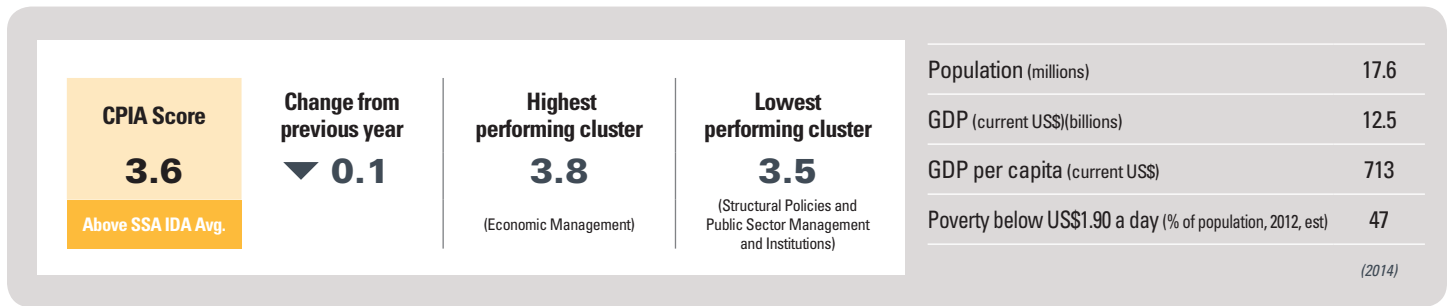 CPIA Score
3.6
Above SSA IDA Avg.
Change from
previous year
0.1
Highest
performing cluster
3.8
(Economic Management)
Lowest
performing cluster
3.5
(Structural Policies and
Public Sector Management
and Institutions)
Population (millions) 17.6
GDP (current US$)(billions) 12.5
GDP per capita (current US$) 713
Poverty below US$1.90 a day (% of population, 2012, est) 47
(2014)